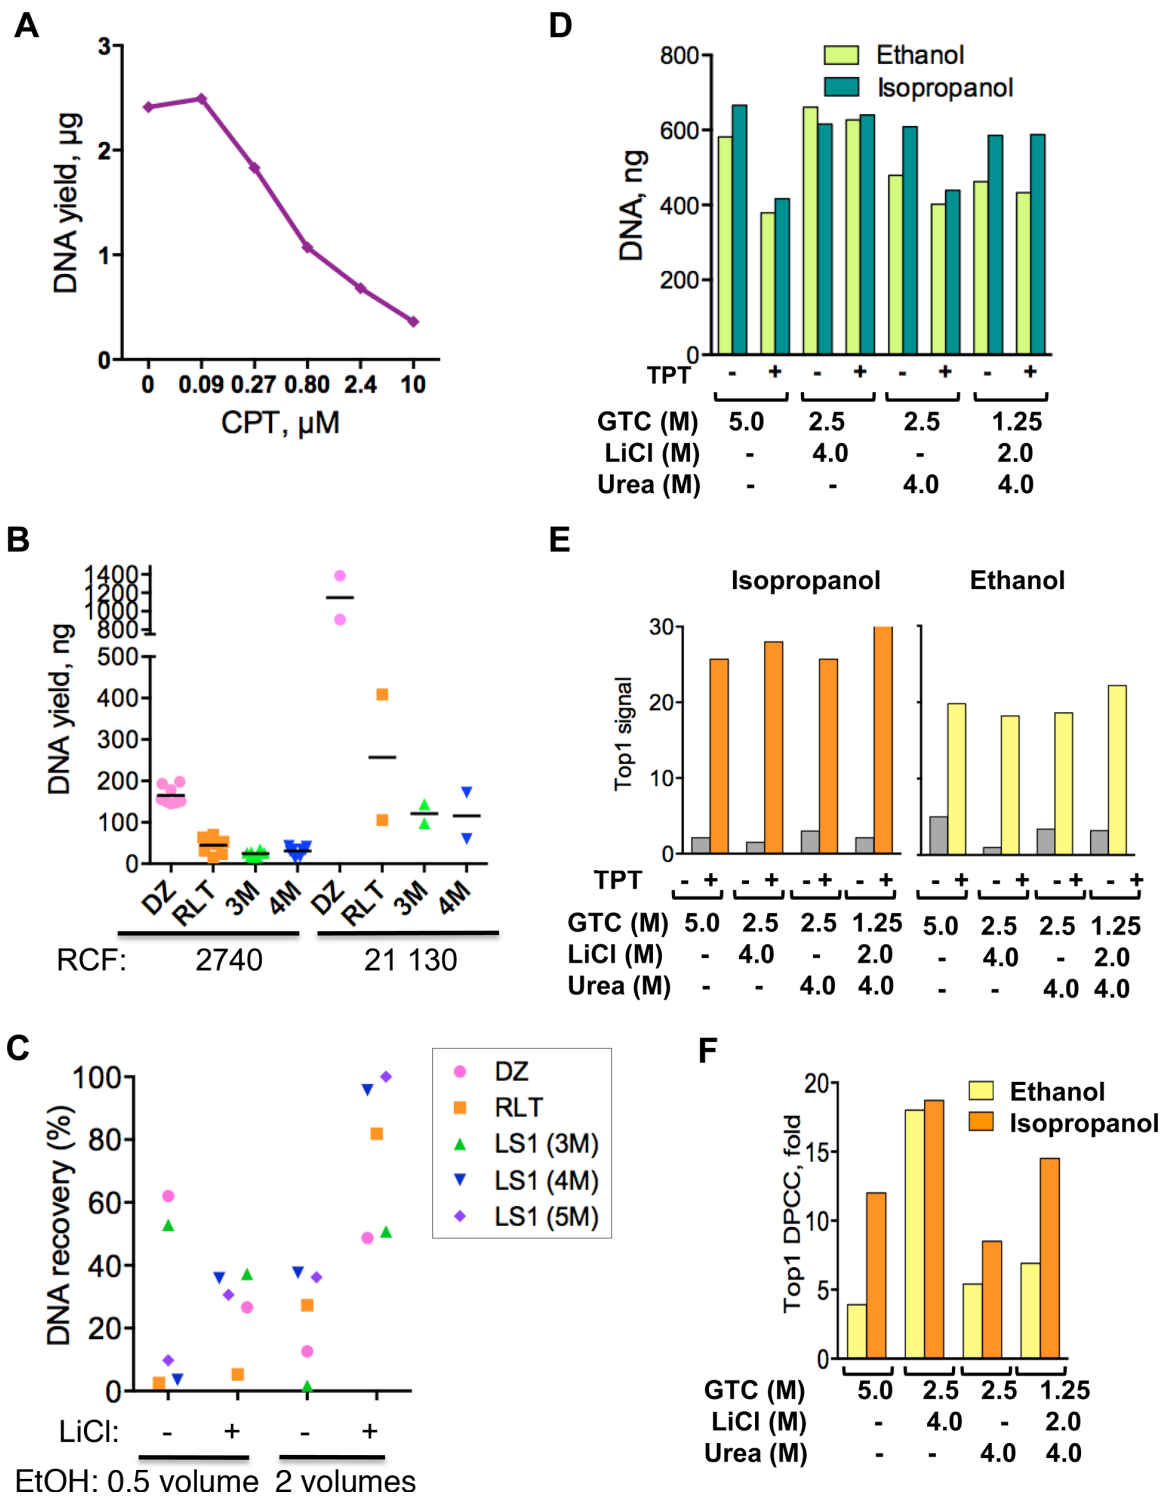 A
3
2
1
0
DNA yield, µg
0 0.09 0.27 0.80 2.4 10
CPT, µM
B
1400
1200
1000
800
500
400
300
200
100
0
DNA yield, ng
DZ RLT 3M 4M DZ RLT 3M 4M
RCF: 2740 21 130
C
100
80
60
40
20
0
DNA recovery (%)
DZ
RLT
LS1 (3M)
LS1 (4M)
LS1 (5M)
LiCl: - + - +
EtOH: 0.5 volume 2 volumes
D
Ethanol
Isopropanol
800
600
400
200
0
DNA, ng
TPT - + - + - + - +
GTC (M) 5.0 2.5 2.5 1.25
LiCl (M) - 4.0 - 2.0
Urea (M) - - 4.0 4.0
E
Isopropanol Ethanol
30
20
10
0
Top1 signal
TPT - + - + - + - + - + - + - + - +
GTC (M) 5.0 2.5 2.5 1.25 5.0 2.5 2.5 1.25
LiCl (M) - 4.0 - 2.0 - 4.0 - 2.0
Urea (M) - - 4.0 4.0 - - 4.0 4.0
F
Ethanol
Isopropanol
20
15
10
5
0
Top1 DPCC, fold
GTC (M) 5.0 2.5 2.5 1.25
LiCl (M) - 4.0 - 2.0
Urea (M) - - 4.0 4.0